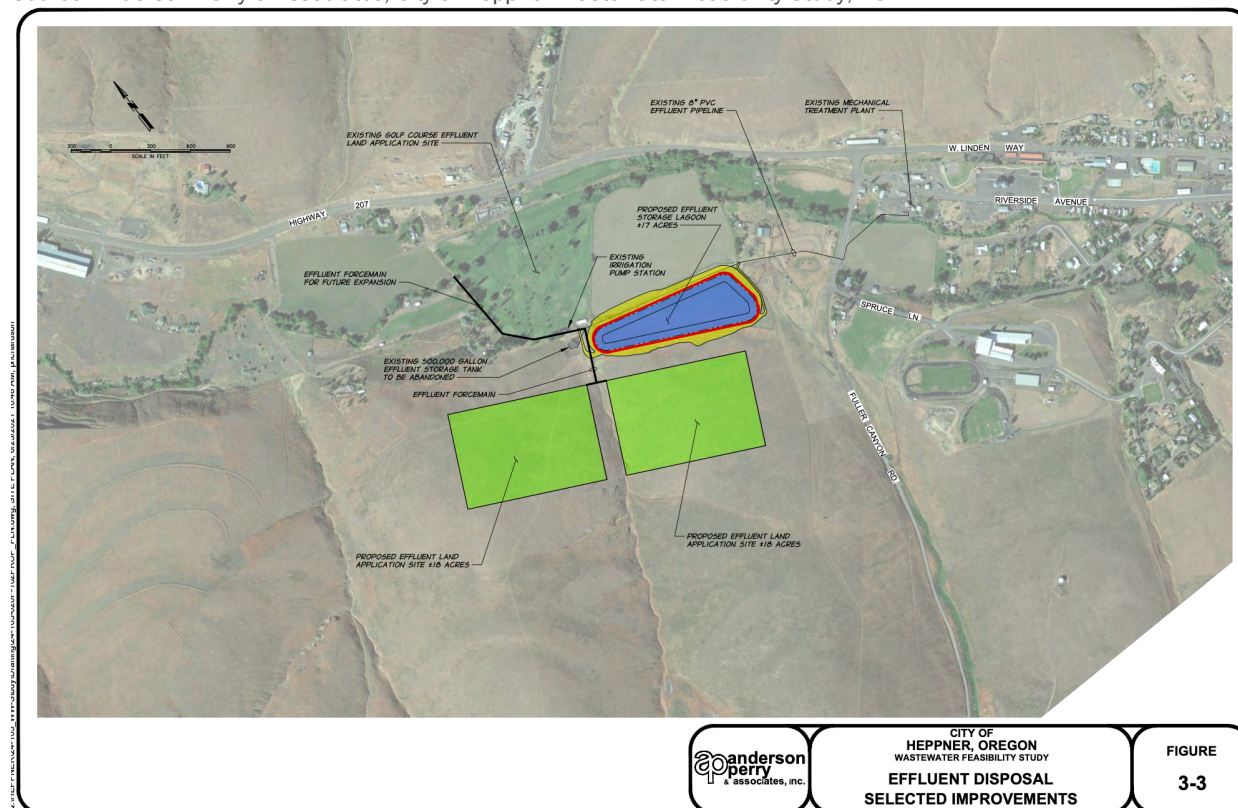 EXISTING 8" PVC
EFFLUENT PIPELINE
EXISTING MECHANICAL
TREATMENT PLANT
EXISTING GOLF COURSE EFFLUENT
LAND APPLICATION SITE
300 0 300 900
SCALE IN FEET
W. LINDEN WAY
RIVERSIDE AVENUE
HIGHWAY 207
PROPOSED EFFLUENT
STORAGE LAGOON
±17 ACRES
EXISTING
IRRIGATION
PUMP STATION
EFFLUENT FORCEMAIN
FOR FUTURE EXPANSION
SPRUCE LN.
EXISTING 500,000 GALLON
EFFLUENT STORAGE TANK
TO BE ABANDONED
EFFLUENT FORCEMAIN
FULLER CANYON RD.
PROPOSED EFFLUENT LAND
APPLICATION SITE ±18 ACRES
PROPOSED EFFLUENT LAND
APPLICATION SITE ±18 ACRES
ap anderson
perry
& associates, inc.
CITY OF
HEPPNER, OREGON
WASTEWATER FEASIBILITY STUDY
EFFLUENT DISPOSAL
SELECTED IMPROVEMENTS
FIGURE
3-3